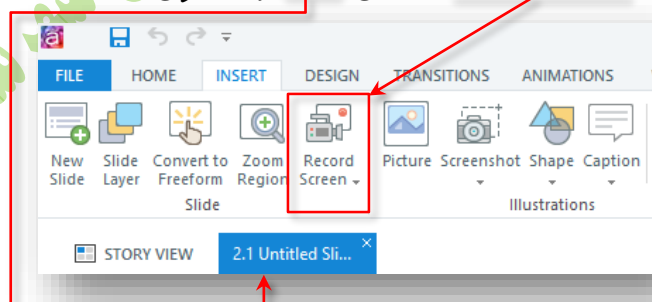 FILE HOME INSERT DESIGN TRANSITIONS ANIMATIONS
New Slide Convert to Zoom Record Picture Screenshot Shape Caption
Slide Layer Freeform Region Screen
Slide Illustrations
STORY VIEW 2.1 Untitled Sli...